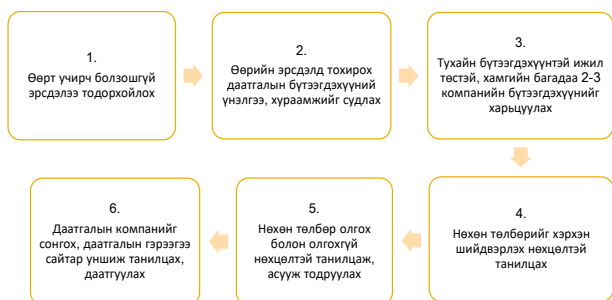 1.
Өөрт учирч болзошгүй
эрсдэлээ тодорхойлох
2.
Өөрийн эрсдэлд тохирох
даатгалын бүтээгдэхүүний
үнэлгээ, хураамжийг судлах
3.
Тухайн бүтээгдэхүүнтэй ижил
төстэй, хамгийн багадаа 2-3
компанийн бүтээгдэхүүнийг
харьцуулах
4.
Нөхөн төлбөрийг хэрхэн
шийдвэрлэх нөхцөлтэй
танилцах
5.
Нөхөн төлбөр олгох
болон олгохгүй
нөхцөлтэй танилцаж,
асууж тодруулах
6.
Даатгалын компанийг
сонгох, даатгалын гэрээгээ
сайтар уншиж танилцах,
даатгуулах